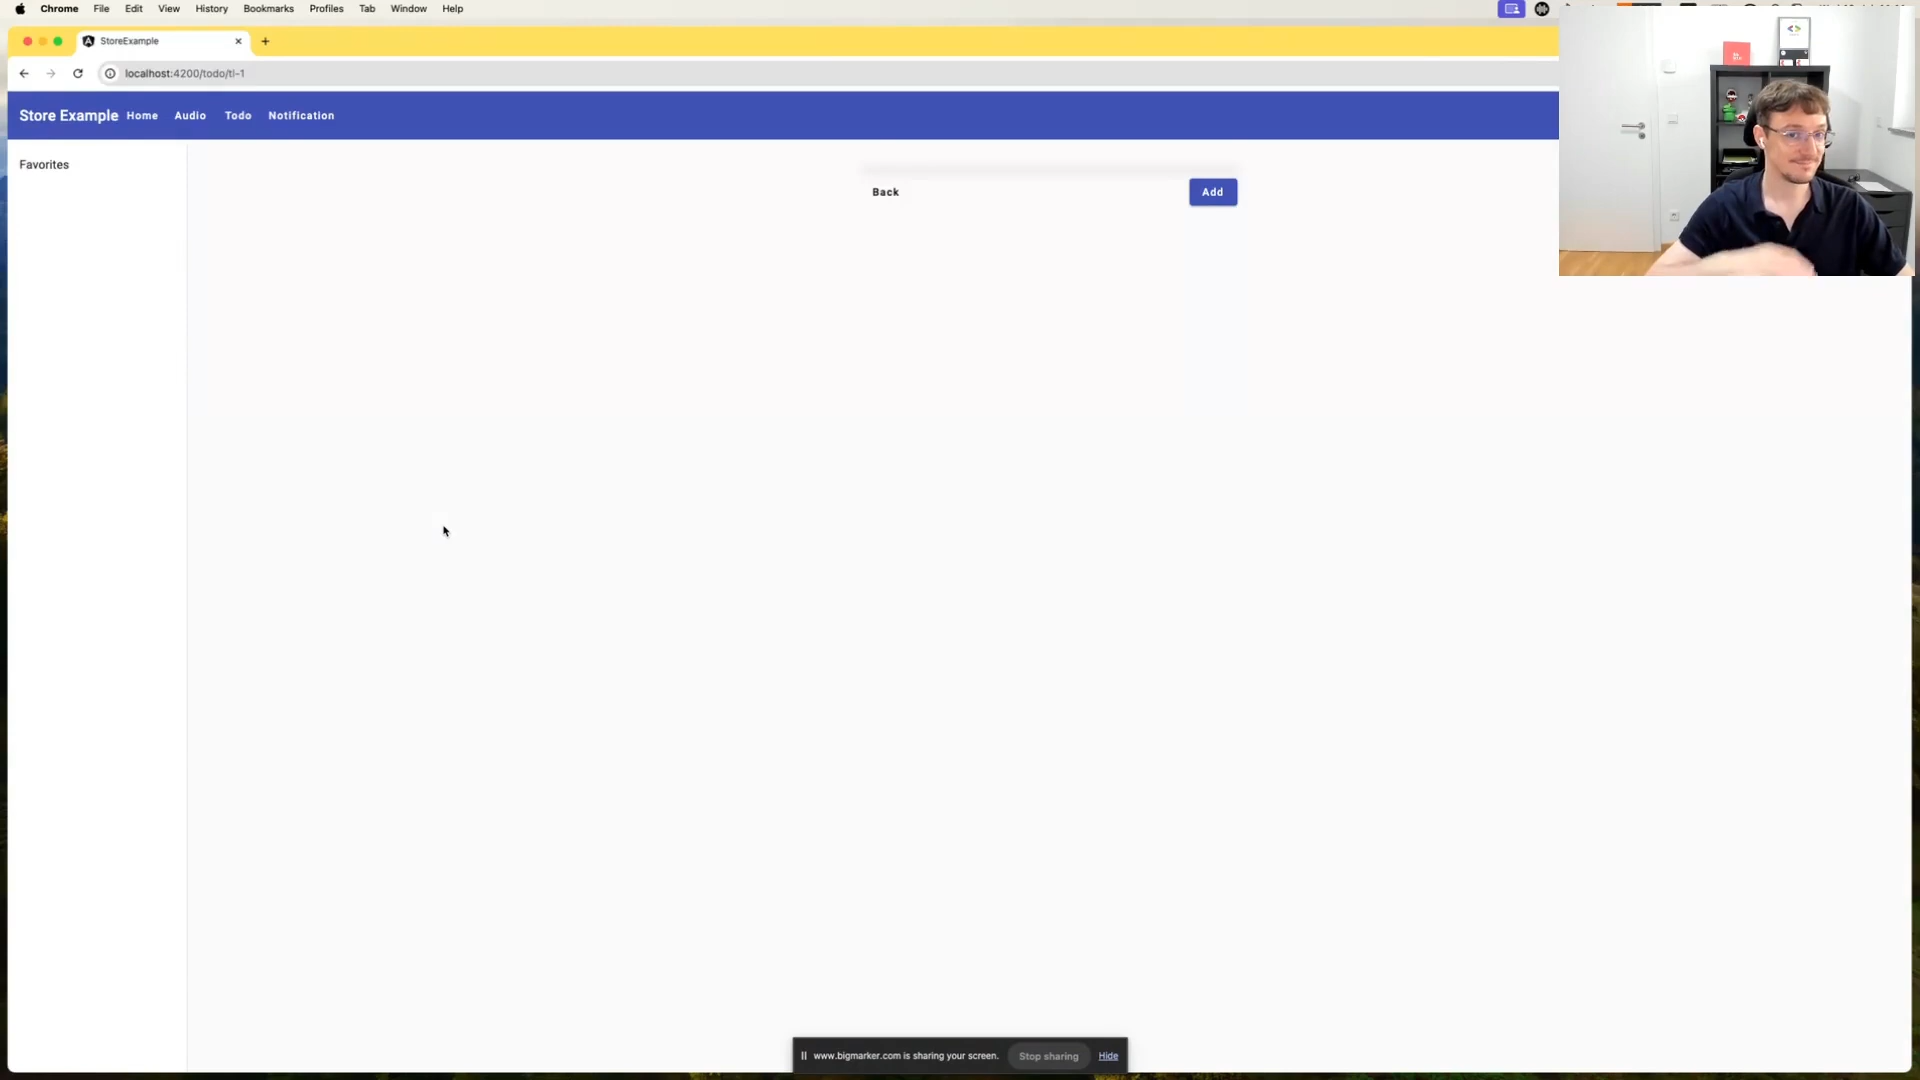 Chrome File Edit View History Bookmarks Profiles Tab Window Help
StoreExample
localhost:4200/todo/tl-1
Store Example Home Audio Todo Notification
Favorites
Back Add
www.bigmarker.com is sharing your screen. Stop sharing Hide